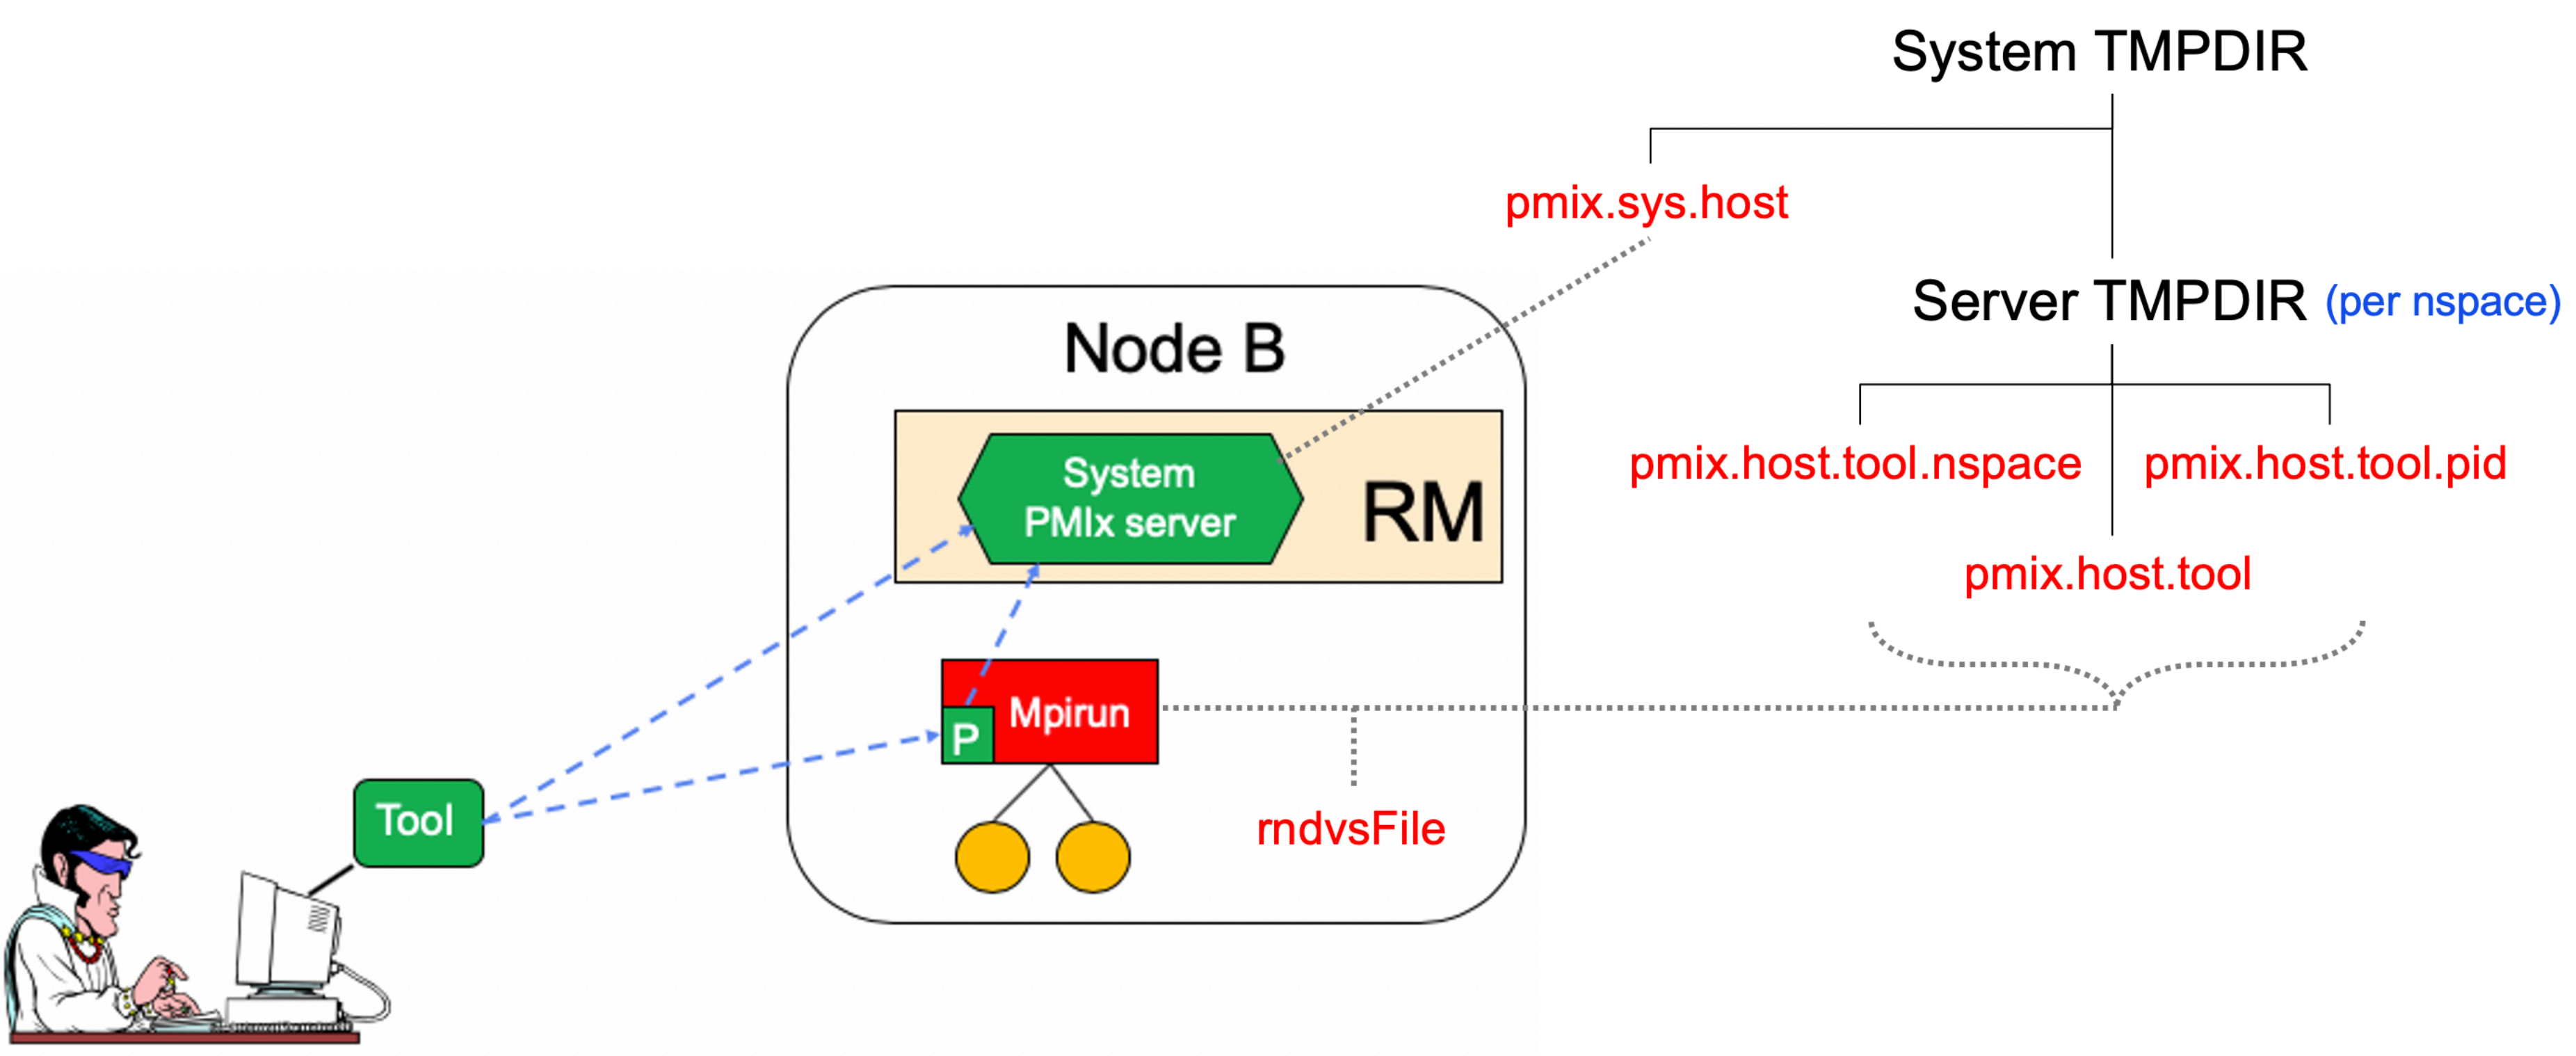 System TMPDIR
pmix.sys.host
Server TMPDIR (per nspace)
Node B
System
PMIx server
RM
pmix.host.tool.nspace
pmix.host.tool.pid
pmix.host.tool
Mpirun
P
Tool
rndvsFile